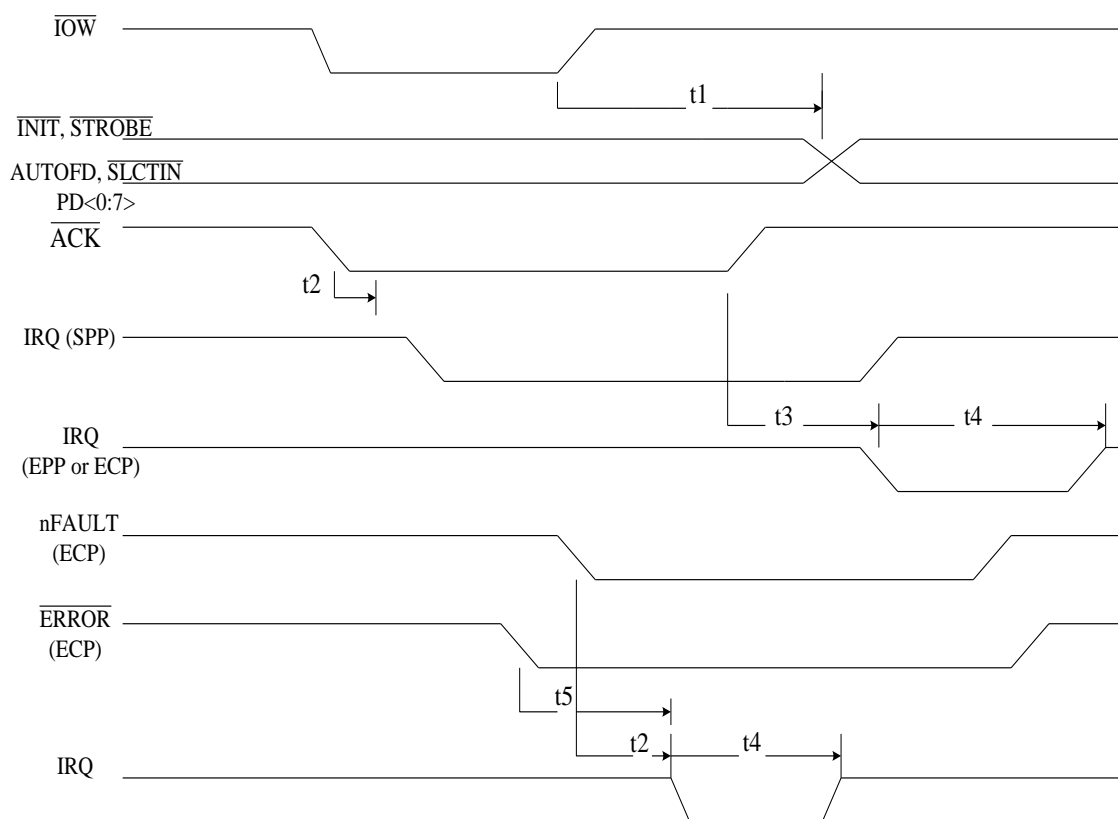 IOW
t1
INIT, STROBE
AUTOFD, SLCTIN
PD<0:7>
ACK
t2
IRQ (SPP)
t3
t4
IRQ
(EPP or ECP)
nFAULT
(ECP)
ERROR
(ECP)
t5
t2
t4
IRQ